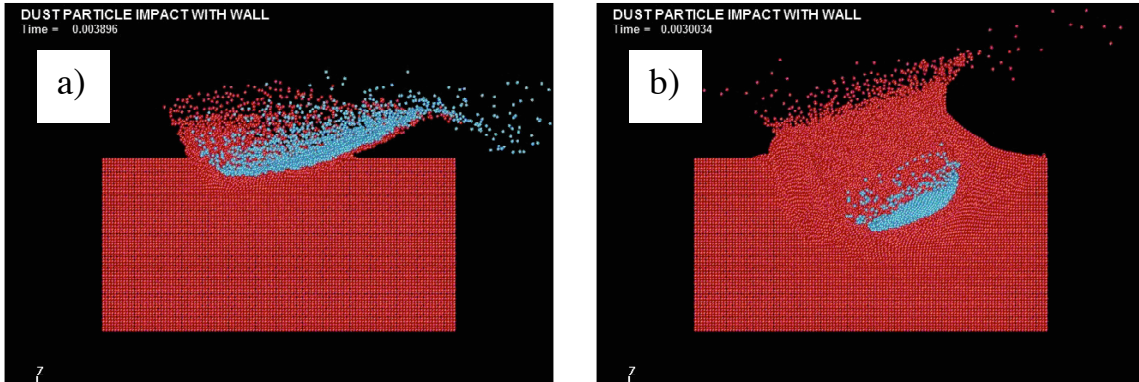 DUST PARTICLE IMPACT WITH WALL
Time = 0.003896
a)
Z
DUST PARTICLE IMPACT WITH WALL
Time = 0.0030034
b)
Z